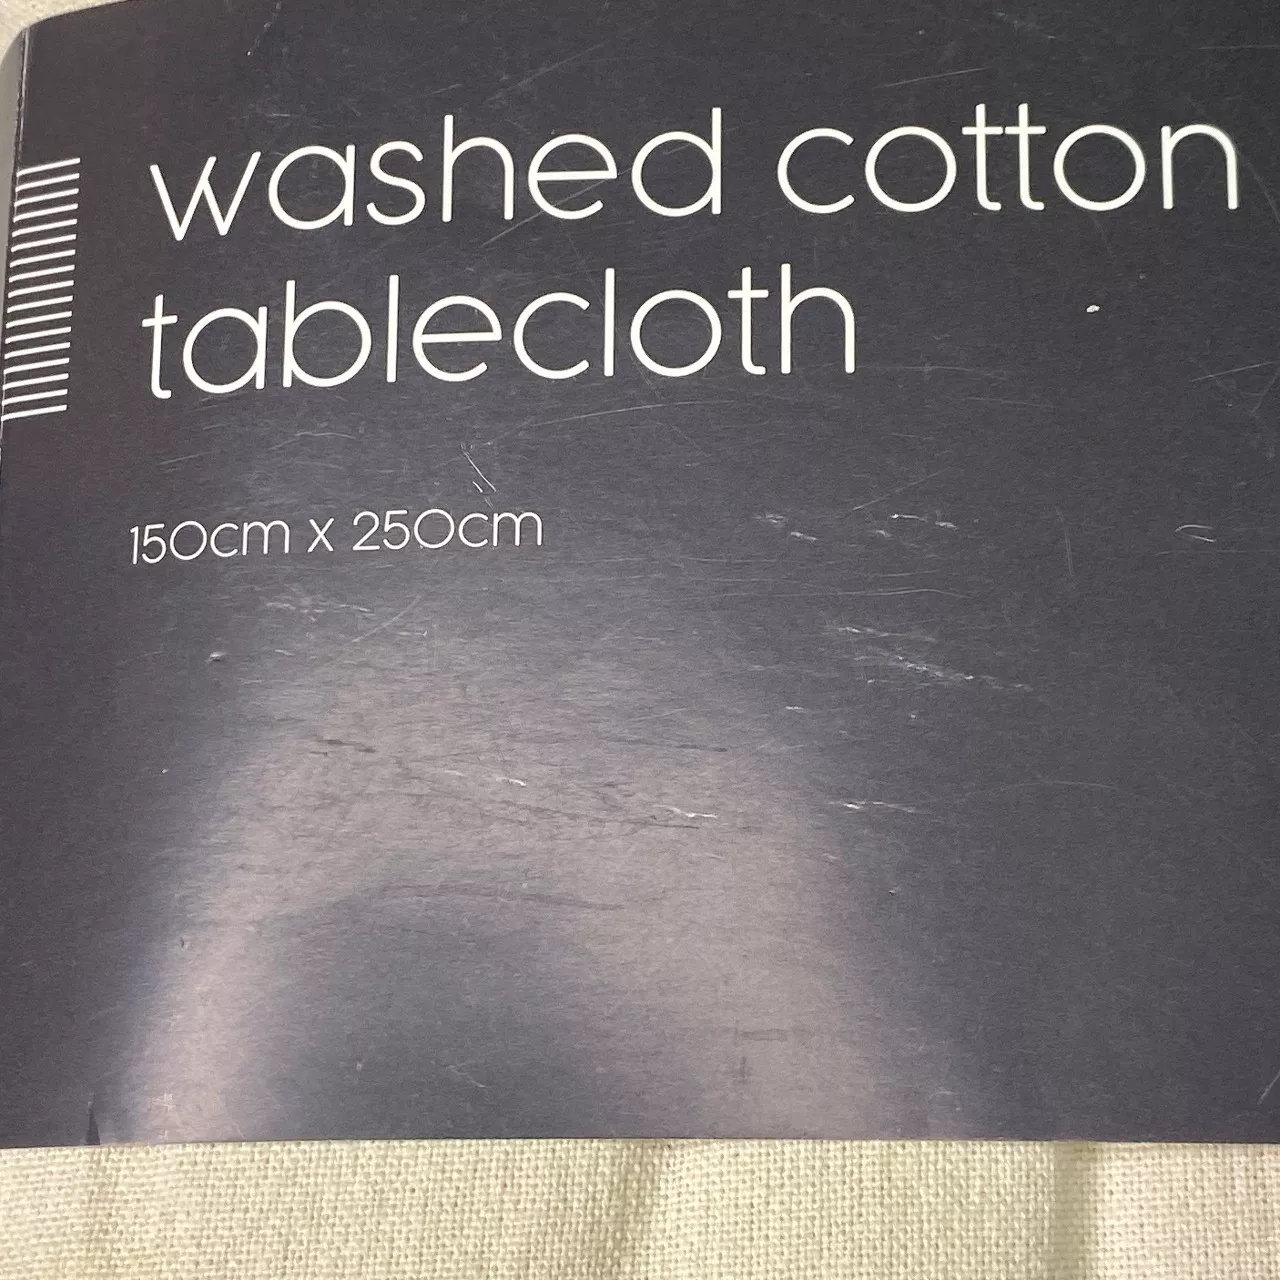 washed cotton
tablecloth
150cm x 250cm